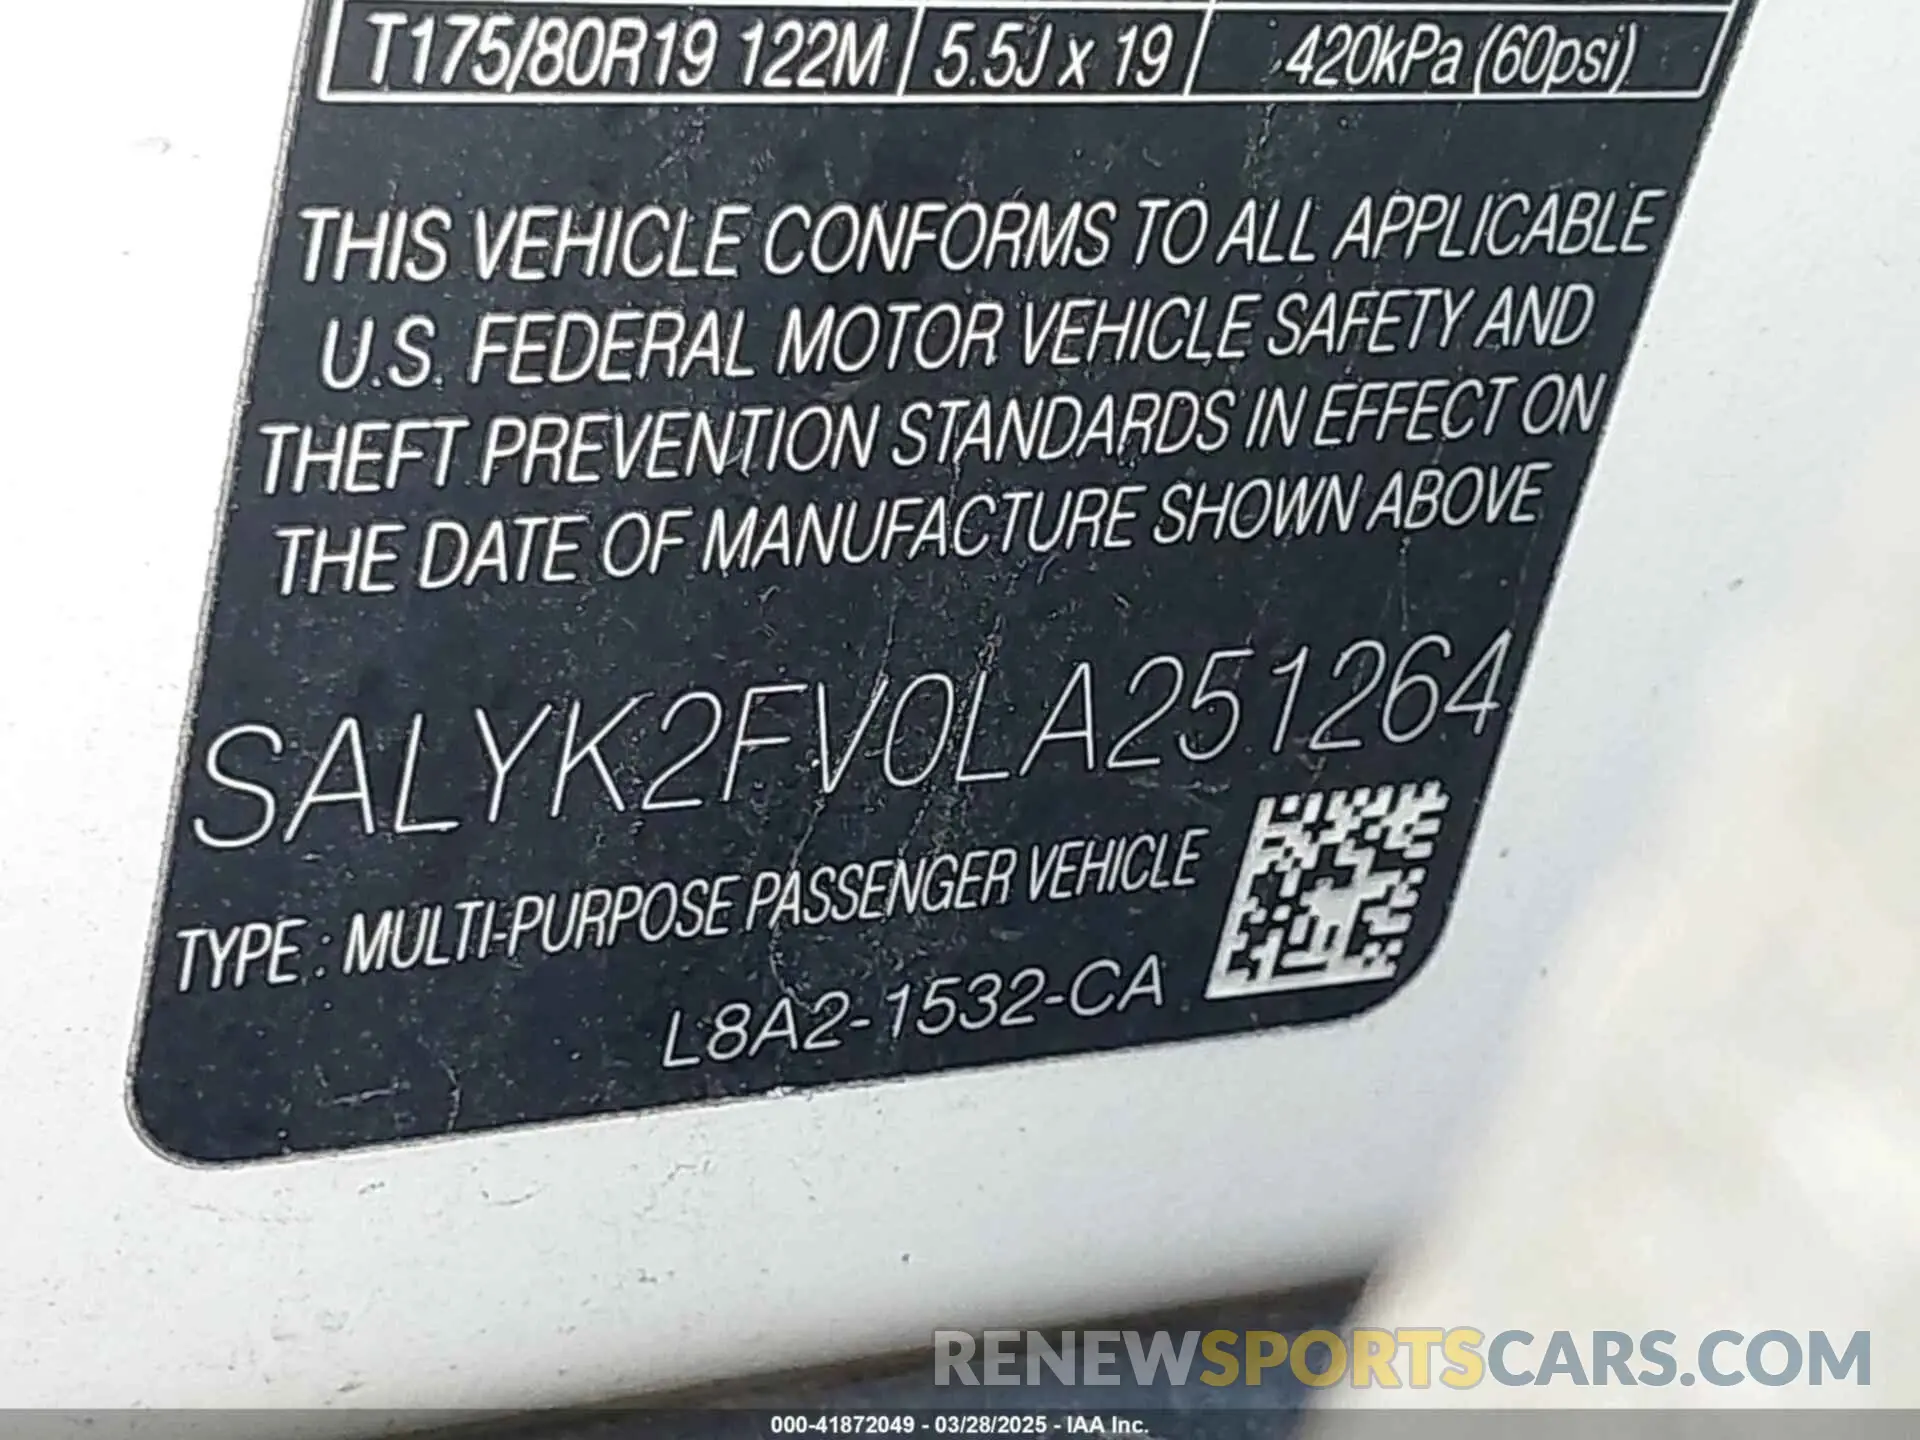 T175/80R19 122M 5.5J x 19 420kPa (60psi)
THIS VEHICLE CONFORMS TO ALL APPLICABLE
U.S. FEDERAL MOTOR VEHICLE SAFETY AND
THEFT PREVENTION STANDARDS IN EFFECT ON
THE DATE OF MANUFACTURE SHOWN ABOVE
SALYK2FV0LA251264
TYPE : MULTI-PURPOSE PASSENGER VEHICLE
L8A2-1532-CA
RENEWSPORTSCARS.COM
000-41872049 - 03/28/2025 - IAA Inc.